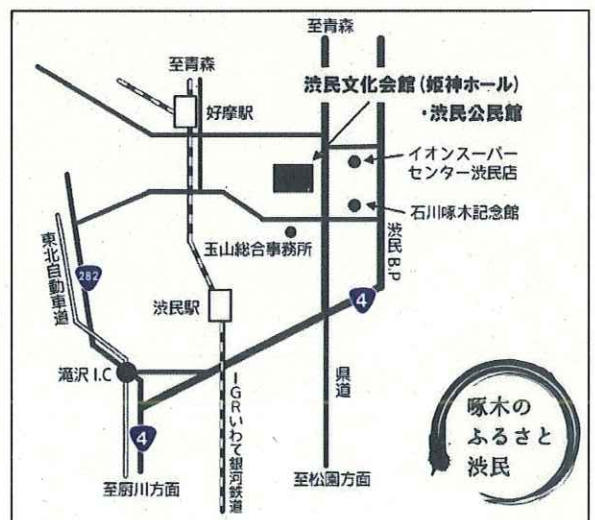 至青森
至青森
渋民文化会館(姫神ホール)
・渋民公民館
好摩駅
イオンスーパー
センター渋民店
石川啄木記念館
玉山総合事務所
渋民B.P
東北自動車道
282
渋民駅
4
滝沢I.C
県道
IGRいわて銀河鉄道
4
至厨川方面
至松園方面
啄木の
ふるさと
渋民